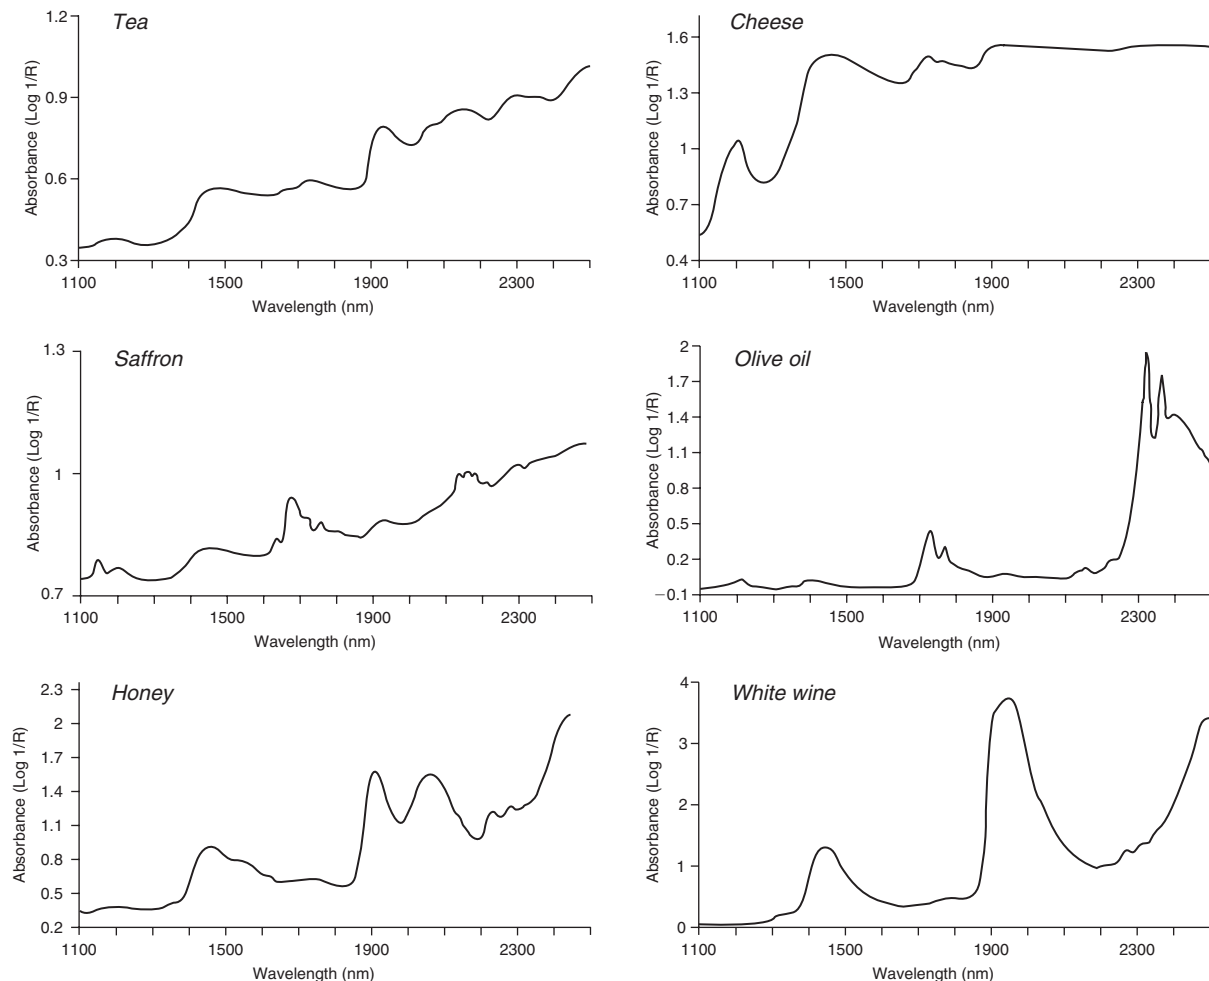 Tea
Absorbance (Log 1/R)
1.2
0.9
0.6
0.3
1100 1500 1900 2300
Wavelength (nm)
Cheese
Absorbance (Log 1/R)
1.6
1.3
1
0.7
0.4
1100 1500 1900 2300
Wavelength (nm)
Saffron
Absorbance (Log 1/R)
1.3
1
0.7
1100 1500 1900 2300
Wavelength (nm)
Olive oil
Absorbance (Log 1/R)
2
1.7
1.4
1.1
0.8
0.5
0.2
−0.1
1100 1500 1900 2300
Wavelength (nm)
Honey
Absorbance (Log 1/R)
2.3
2
1.7
1.4
1.1
0.8
0.5
0.2
1100 1500 1900 2300
Wavelength (nm)
White wine
Absorbance (Log 1/R)
4
3
2
1
0
1100 1500 1900 2300
Wavelength (nm)